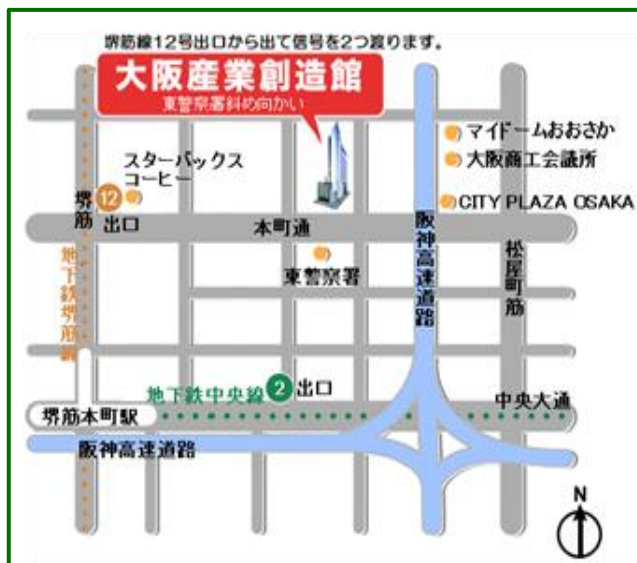 堺筋線12号出口から出て信号を2つ渡ります。
大阪産業創造館
東警察署斜め向かい
マイドームおおさか
大阪商工会議所
CITY PLAZA OSAKA
スターバックス
コーヒー
堺筋
12
出口
本町通
阪神高速道路
松屋町筋
東警察署
地下鉄堺筋線
地下鉄中央線
2
出口
堺筋本町駅
中央大通
阪神高速道路
N